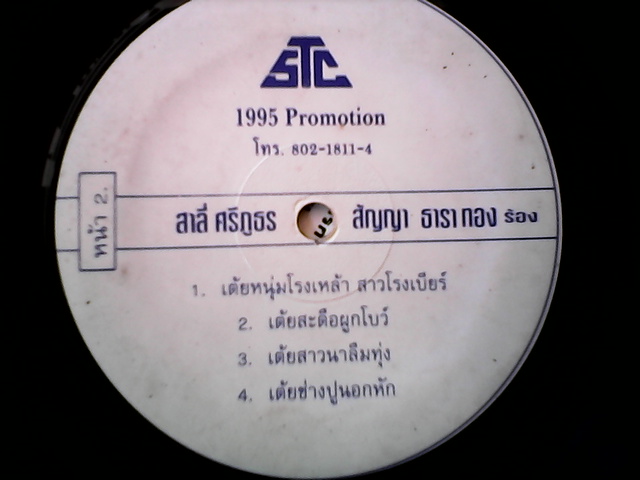 STC
1995 Promotion
โทร. 802-1811-4
หน้า 2.
สาลี่ ศรีภูธร สัญญา ธาราทอง ร้อง
1. เต้ยหนุ่มโรงเหล้า สาวโรงเบียร์
2. เต้ยสะดือผูกโบว์
3. เต้ยสาวนาลืมทุ่ง
4. เต้ยช่างปูนอกหัก